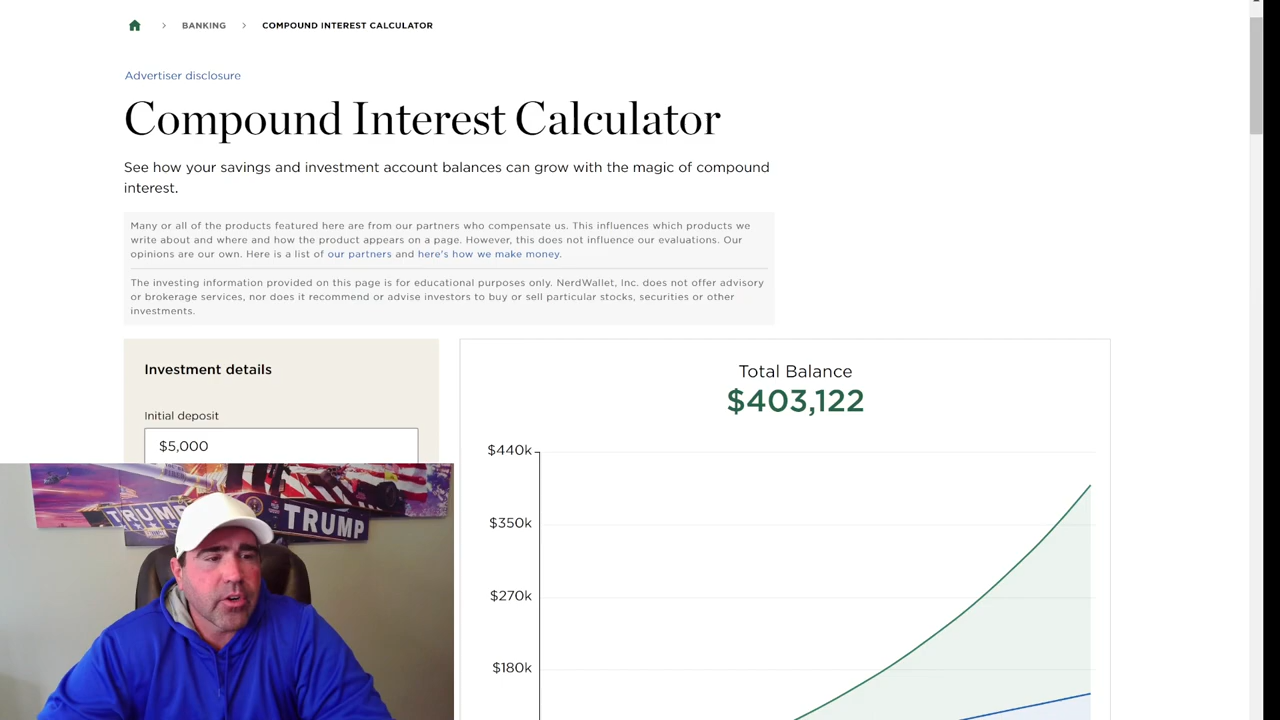 BANKING
COMPOUND INTEREST CALCULATOR
Advertiser disclosure
Compound Interest Calculator
See how your savings and investment account balances can grow with the magic of compound
interest.
Many or all of the products featured here are from our partners who compensate us. This influences which products we
write about and where and how the product appears on a page. However, this does not influence our evaluations. Our
opinions are our own. Here is a list of our partners and here's how we make money.
The investing information provided on this page is for educational purposes only. NerdWallet, Inc. does not offer advisory
or brokerage services, nor does it recommend or advise investors to buy or sell particular stocks, securities or other
investments.
Investment details
Initial deposit
$5,000
Total Balance
$403,122
$440k
$350k
$270k
$180k
TRUMP
TRUMP